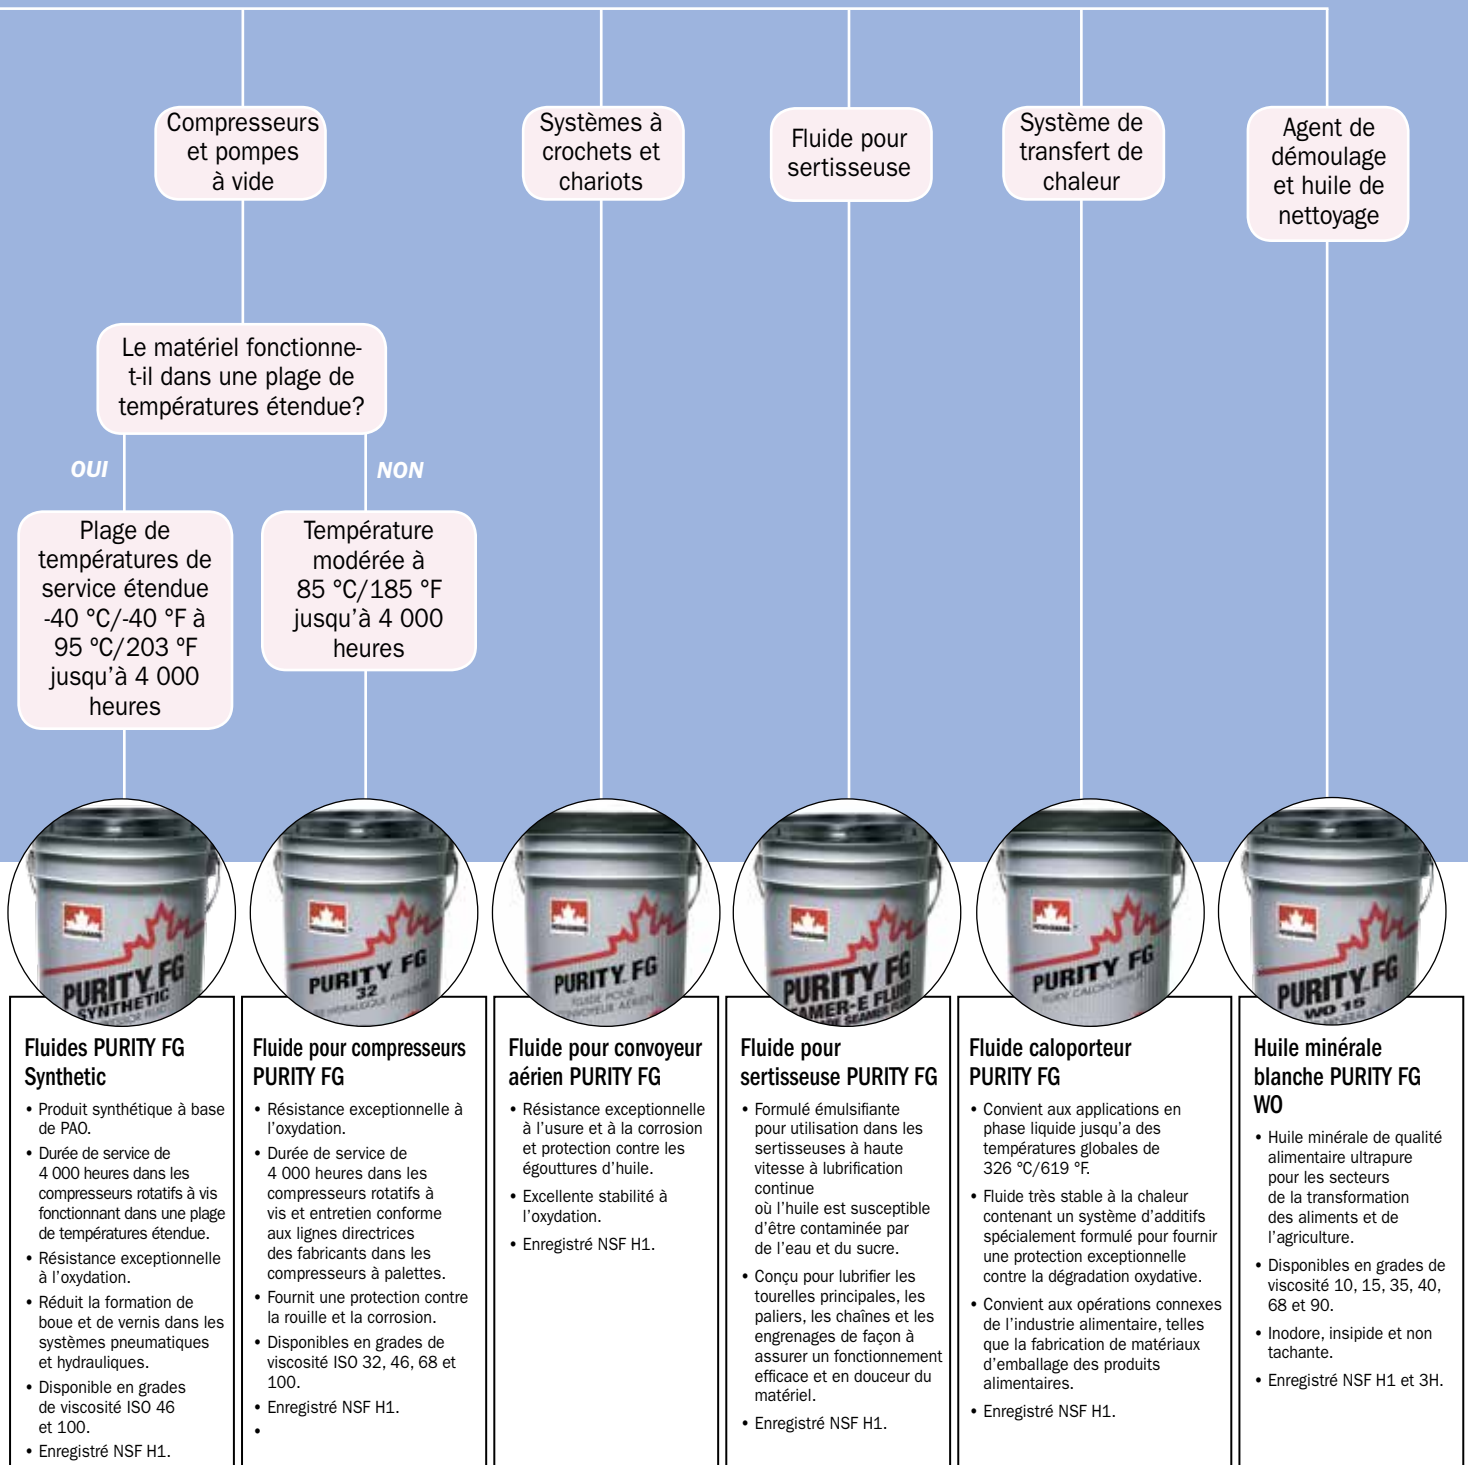 Compresseurs
et pompes
à vide
Systèmes à
crochets et
chariots
Fluide pour
sertisseuse
Système de
transfert de
chaleur
Agent de
démoulage
et huile de
nettoyage
Le matériel fonctionne-
t-il dans une plage de
températures étendue?
OUI
NON
Plage de
températures de
service étendue
-40 °C/-40 °F à
95 ºC/203 ºF
jusqu’à 4 000
heures
Température
modérée à
85 °C/185 °F
jusqu’à 4 000
heures
PURITY FG
SYNTHETIC
PURITY FG
32
PURITY FG
FLUIDE POUR
CONVOYEUR AÉRIEN
PURITY FG
SEAMER FLUID
PURITY FG
FLUIDE CALOPORTEUR
PURITY FG
WO 15
Fluides PURITY FG
Synthetic
• Produit synthétique à base
de PAO.
• Durée de service de
4 000 heures dans les
compresseurs rotatifs à vis
fonctionnant dans une plage
de températures étendue.
• Résistance exceptionnelle
à l’oxydation.
• Réduit la formation de
boue et de vernis dans les
systèmes pneumatiques
et hydrauliques.
• Disponible en grades
de viscosité ISO 46
et 100.
• Enregistré NSF H1.
Fluide pour compresseurs
PURITY FG
• Résistance exceptionnelle à
l’oxydation.
• Durée de service de
4 000 heures dans les
compresseurs rotatifs à
vis et entretien conforme
aux lignes directrices
des fabricants dans les
compresseurs à palettes.
• Fournit une protection contre
la rouille et la corrosion.
• Disponibles en grades de
viscosité ISO 32, 46, 68 et
100.
• Enregistré NSF H1.
•
Fluide pour convoyeur
aérien PURITY FG
• Résistance exceptionnelle
à l’usure et à la corrosion
et protection contre les
égouttures d’huile.
• Excellente stabilité à
l’oxydation.
• Enregistré NSF H1.
Fluide pour
sertisseuse PURITY FG
• Formulé émulsifiante
pour utilisation dans les
sertisseuses à haute
vitesse à lubrification
continue
où l’huile est susceptible
d’être contaminée par
de l’eau et du sucre.
• Conçu pour lubrifier les
tourelles principales, les
paliers, les chaînes et les
engrenages de façon à
assurer un fonctionnement
efficace et en douceur du
matériel.
• Enregistré NSF H1.
Fluide caloporteur
PURITY FG
• Convient aux applications en
phase liquide jusqu’a des
températures globales de
326 °C/619 °F.
• Fluide très stable à la chaleur
contenant un système d’additifs
spécialement formulé pour fournir
une protection exceptionnelle
contre la dégradation oxydative.
• Convient aux opérations connexes
de l’industrie alimentaire, telles
que la fabrication de matériaux
d’emballage des produits
alimentaires.
• Enregistré NSF H1.
Huile minérale
blanche PURITY FG
WO
• Huile minérale de qualité
alimentaire ultrapure
pour les secteurs
de la transformation
des aliments et de
l’agriculture.
• Disponibles en grades de
viscosité 10, 15, 35, 40,
68 et 90.
• Inodore, insipide et non
tachante.
• Enregistré NSF H1 et 3H.